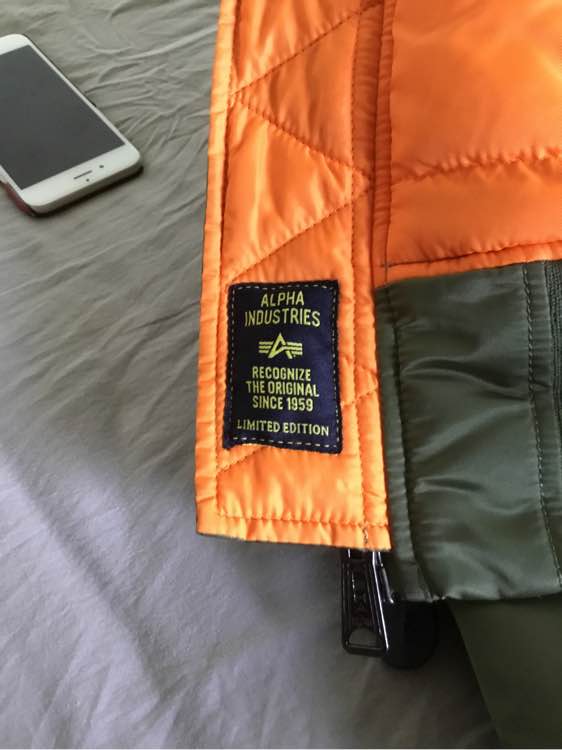 ALPHA
INDUSTRIES
RECOGNIZE
THE ORIGINAL
SINCE 1959
LIMITED EDITION